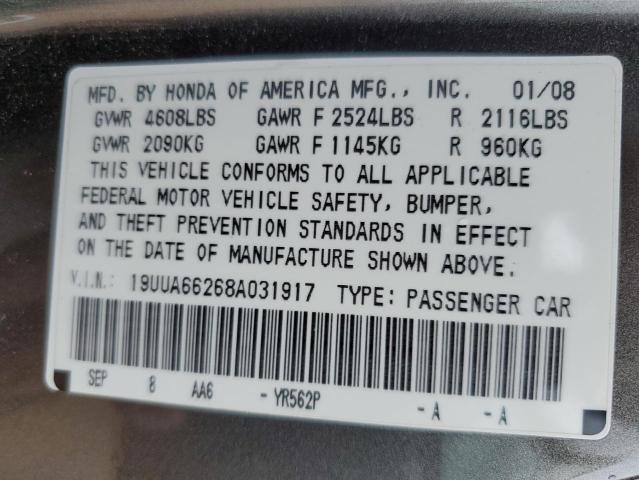 MFD. BY HONDA OF AMERICA MFG., INC. 01/08
GVWR 4608LBS GAWR F 2524LBS R 2116LBS
GVWR 2090KG GAWR F 1145KG R 960KG
THIS VEHICLE CONFORMS TO ALL APPLICABLE
FEDERAL MOTOR VEHICLE SAFETY, BUMPER,
AND THEFT PREVENTION STANDARDS IN EFFECT
ON THE DATE OF MANUFACTURE SHOWN ABOVE.
V.I.N.: 19UUA66268A031917 TYPE: PASSENGER CAR
SEP 8 AA6 - YR562P - A - A